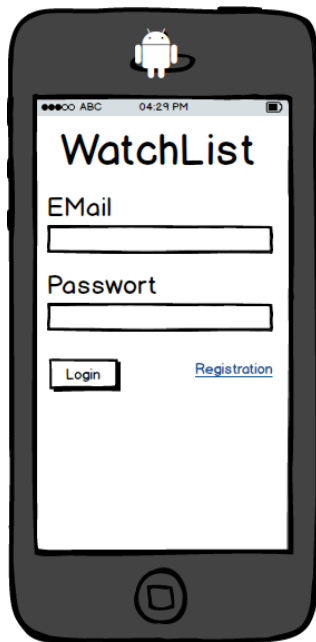 ABC 04:29 PM
WatchList
EMail
Passwort
Login Registration